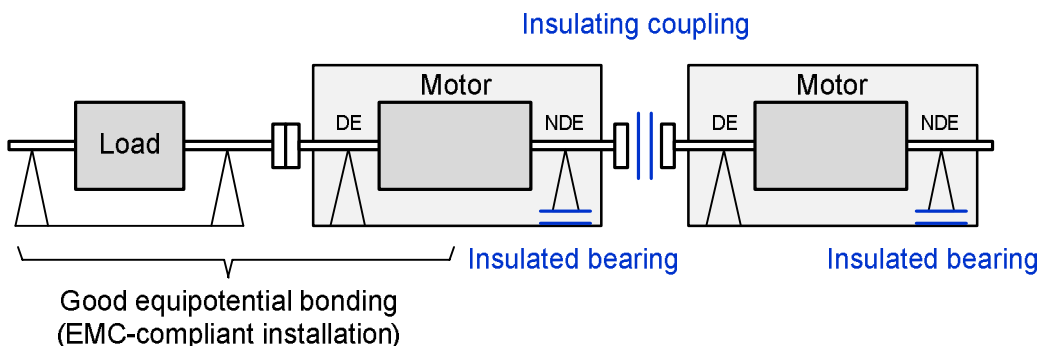 Insulating coupling
Motor
Motor
DE
NDE
DE
NDE
Load
Insulated bearing
Insulated bearing
Good equipotential bonding
(EMC-compliant installation)